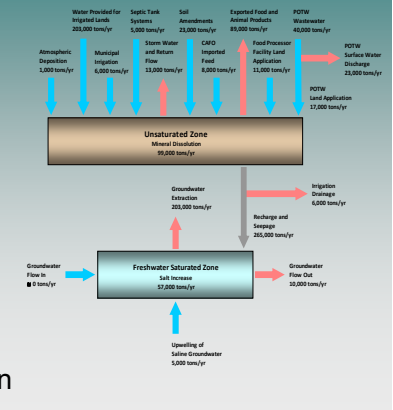 Water Provided for
Irrigated Lands
203,000 tons/yr
Septic Tank
Systems
5,000 tons/yr
Soil
Amendments
23,000 tons/yr
Exported Food and
Animal Products
89,000 tons/yr
POTW
Wastewater
40,000 tons/yr
Atmospheric
Deposition
1,000 tons/yr
Municipal
Irrigation
6,000 tons/yr
Storm Water
and Return
Flow
13,000 tons/yr
CAFO
Imported
Feed
8,000 tons/yr
Food Processor
Facility Land
Application
11,000 tons/yr
POTW
Surface Water
Discharge
23,000 tons/yr
POTW
Land Application
17,000 tons/yr
Unsaturated Zone
Mineral Dissolution
99,000 tons/yr
Groundwater
Extraction
203,000 tons/yr
Irrigation
Drainage
6,000 tons/yr
Recharge and
Seepage
265,000 tons/yr
Groundwater
Flow In
0 tons/yr
Freshwater Saturated Zone
Salt Increase
57,000 tons/yr
Groundwater
Flow Out
10,000 tons/yr
Upwelling of
Saline Groundwater
5,000 tons/yr
n